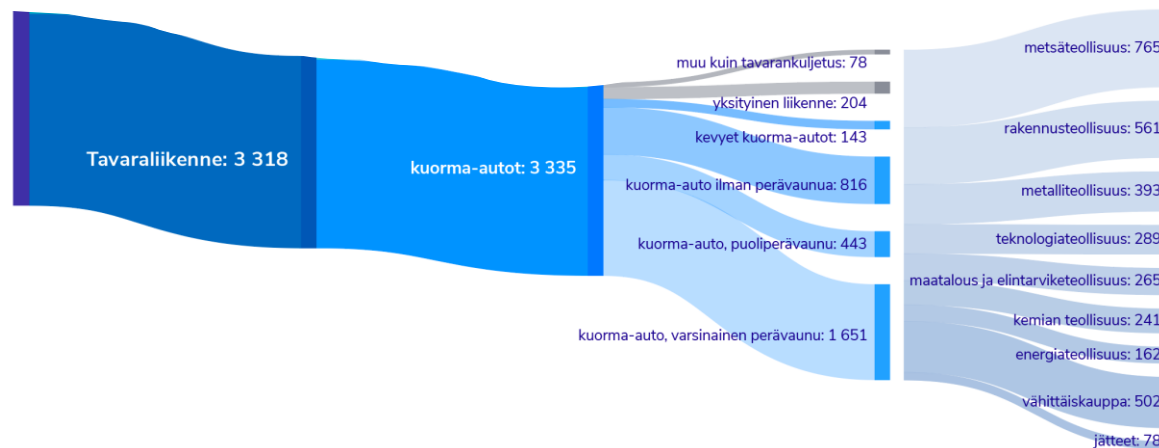 Tavaraliikenne: 3 318
kuorma-autot: 3 335
muu kuin tavarankuljetus: 78
yksityinen liikenne: 204
kevyet kuorma-autot: 143
kuorma-auto ilman perävaunua: 816
kuorma-auto, puoliperävaunu: 443
kuorma-auto, varsinainen perävaunu: 1 651
metsäteollisuus: 765
rakennusteollisuus: 561
metalliteollisuus: 393
teknologiateollisuus: 289
maatalous ja elintarviketeollisuus: 265
kemian teollisuus: 241
energiateollisuus: 162
vähittäiskauppa: 502
jätteet: 78